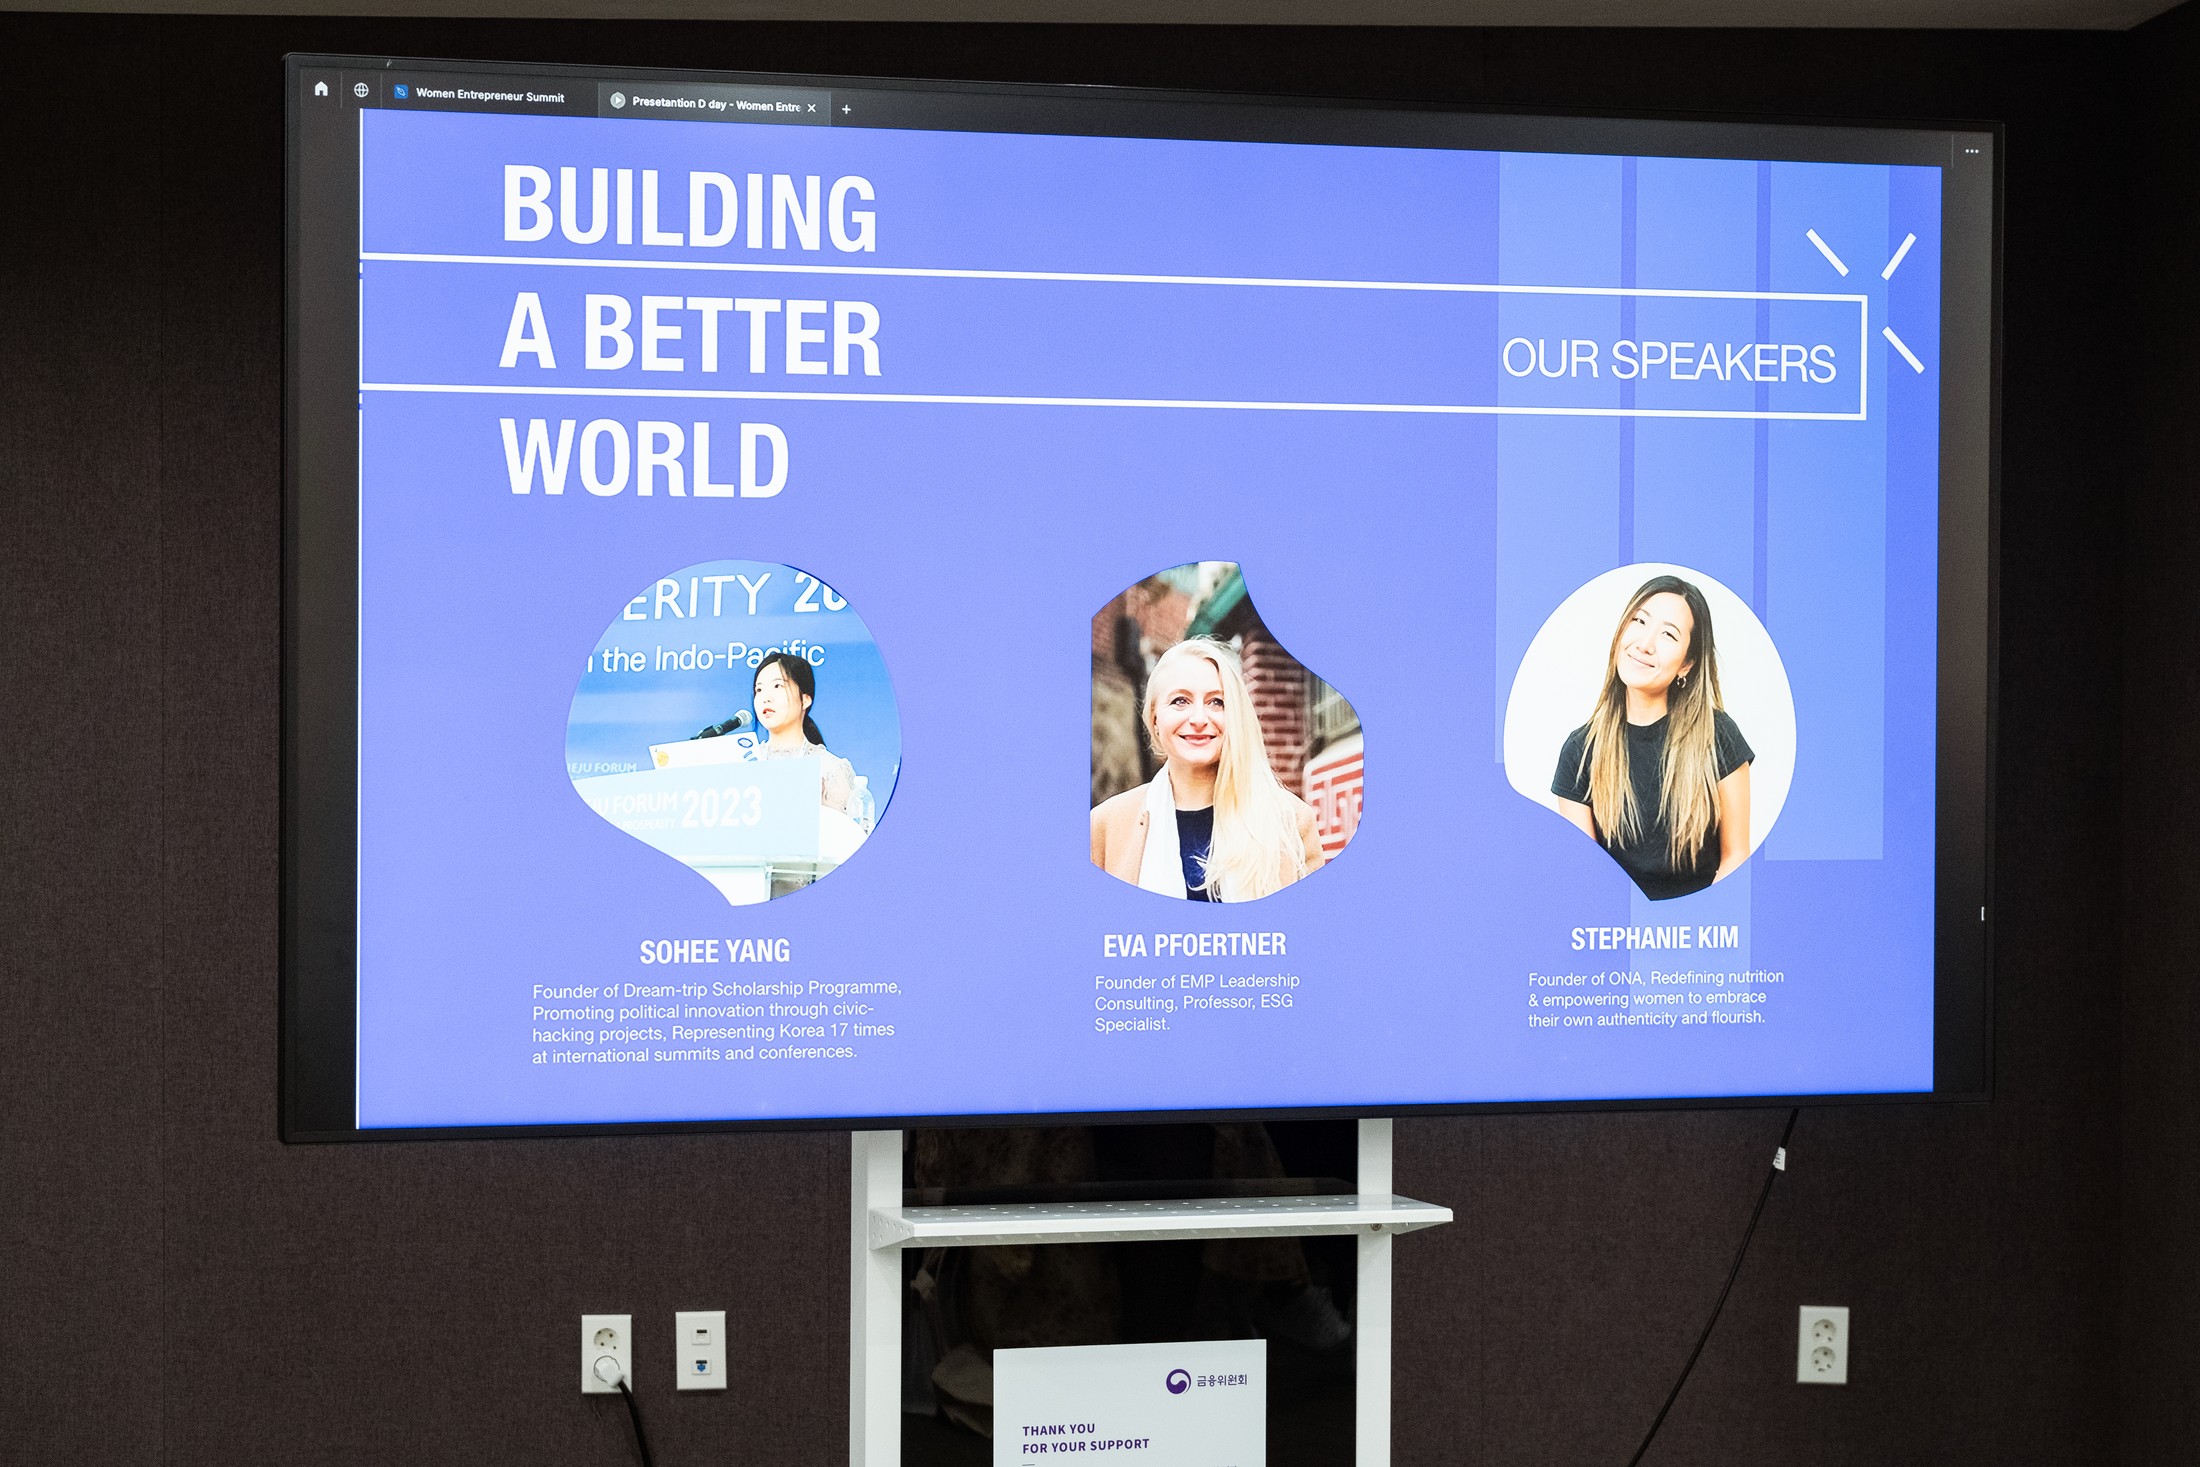 Women Entrepreneur Summit
Presetantion D day - Women Entre
BUILDING
A BETTER
WORLD
OUR SPEAKERS
ERITY 20
n the Indo-Pacific
JEJU FORUM
JU FORUM 2023
PROSPERITY
SOHEE YANG
Founder of Dream-trip Scholarship Programme,
Promoting political innovation through civic-
hacking projects, Representing Korea 17 times
at international summits and conferences.
EVA PFOERTNER
Founder of EMP Leadership
Consulting, Professor, ESG
Specialist.
STEPHANIE KIM
Founder of ONA, Redefining nutrition
& empowering women to embrace
their own authenticity and flourish.
금융위원회
THANK YOU
FOR YOUR SUPPORT